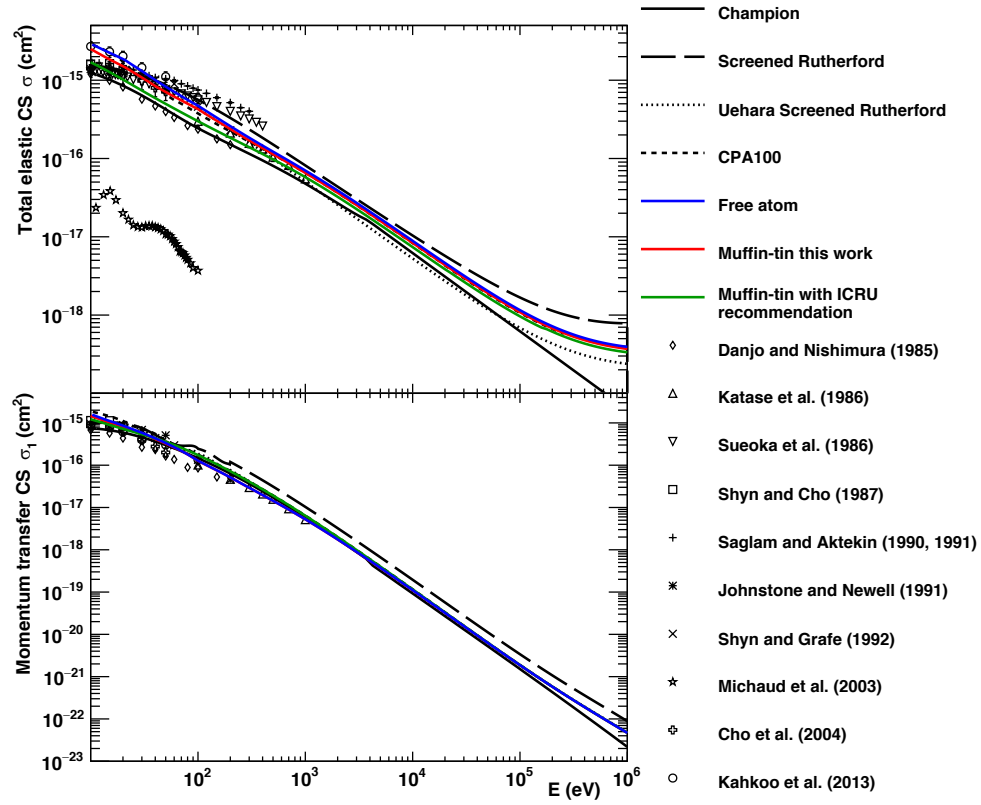 Total elastic CS σ (cm²)
10⁻¹⁵
10⁻¹⁶
10⁻¹⁷
10⁻¹⁸
Momentum transfer CS σ₁ (cm²)
10⁻¹⁵
10⁻¹⁶
10⁻¹⁷
10⁻¹⁸
10⁻¹⁹
10⁻²⁰
10⁻²¹
10⁻²²
10⁻²³
10² 10³ 10⁴ 10⁵ 10⁶
E (eV)
Champion
Screened Rutherford
Uehara Screened Rutherford
CPA100
Free atom
Muffin-tin this work
Muffin-tin with ICRU
recommendation
Danjo and Nishimura (1985)
Katase et al. (1986)
Sueoka et al. (1986)
Shyn and Cho (1987)
Saglam and Aktekin (1990, 1991)
Johnstone and Newell (1991)
Shyn and Grafe (1992)
Michaud et al. (2003)
Cho et al. (2004)
Kahkoo et al. (2013)